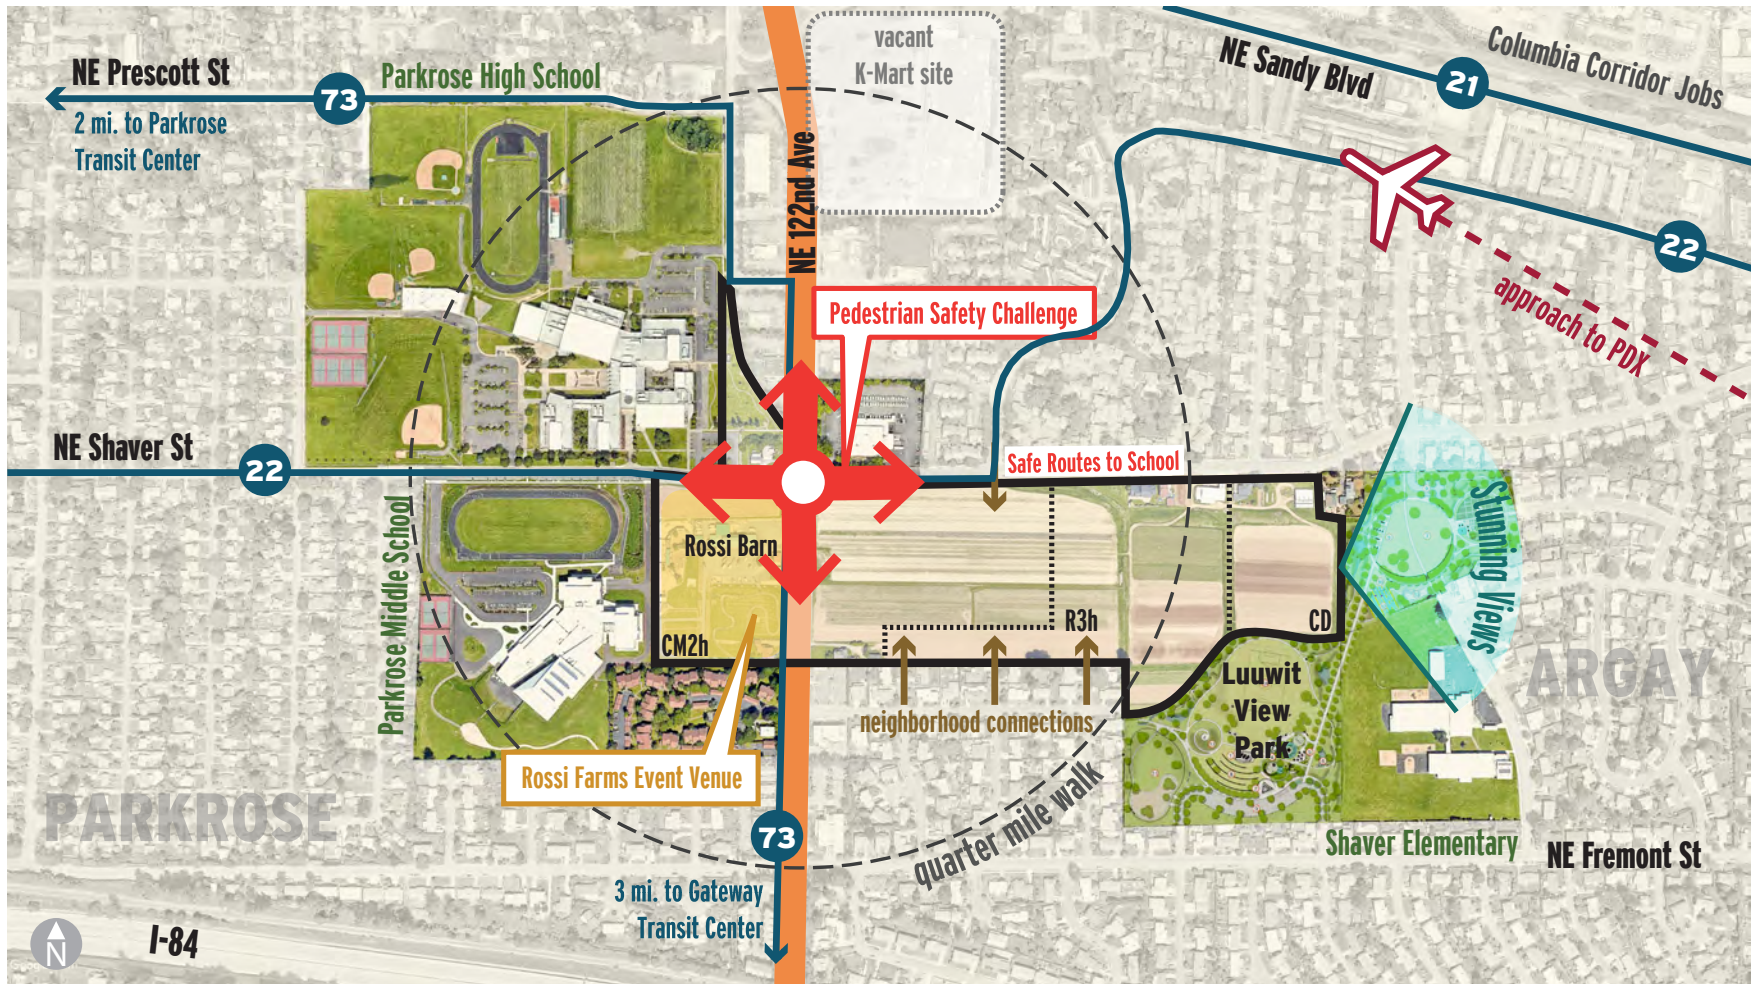 NE Prescott St
73
Parkrose High School
2 mi. to Parkrose
Transit Center
vacant
K-Mart site
NE 122nd Ave
NE Sandy Blvd
21
Columbia Corridor Jobs
22
approach to PDX
Pedestrian Safety Challenge
NE Shaver St
22
Safe Routes to School
Parkrose Middle School
Rossi Barn
CM2h
R3h
CD
Stunning Views
Luuwit
View
Park
neighborhood connections
ARGAY
Rossi Farms Event Venue
PARKROSE
73
quarter mile walk
Shaver Elementary
NE Fremont St
3 mi. to Gateway
Transit Center
N
I-84